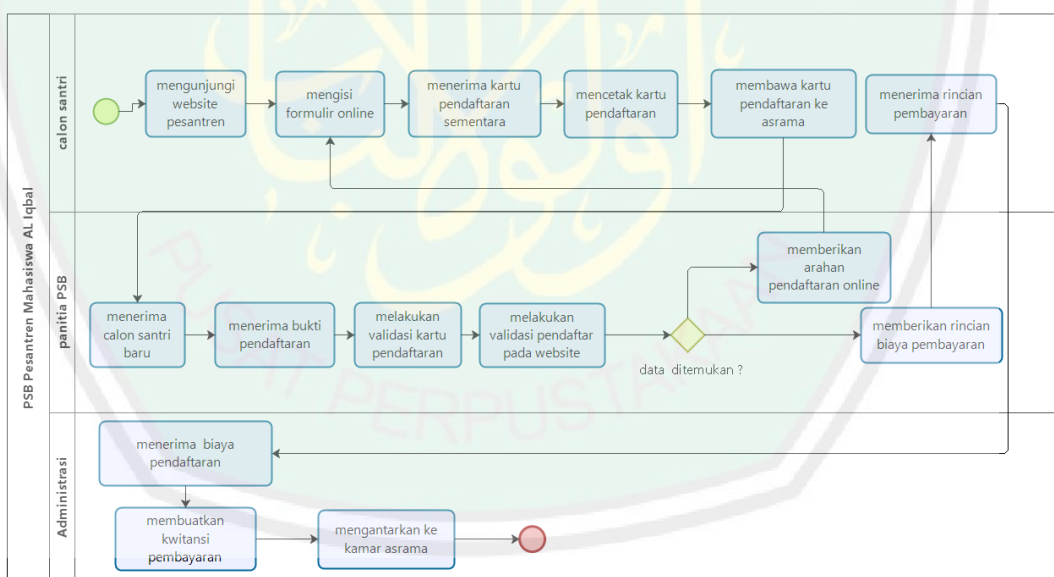 PSB Pesantren Mahasiswa AL Iqbal
calon santri
mengunjungi
website
pesantren
mengisi
formulir online
menerima kartu
pendaftaran
sementara
mencetak kartu
pendaftaran
membawa kartu
pendaftaran ke
asrama
menerima rincian
pembayaran
panitia PSB
memberikan
arahan
pendaftaran online
menerima
calon santri
baru
menerima bukti
pendaftaran
melakukan
validasi kartu
pendaftaran
melakukan
validasi pendaftar
pada website
data ditemukan ?
memberikan rincian
biaya pembayaran
Administrasi
menerima biaya
pendaftaran
membuatkan
kwitansi
pembayaran
mengantarkan ke
kamar asrama
PUSAT PERPUSTAKAAN